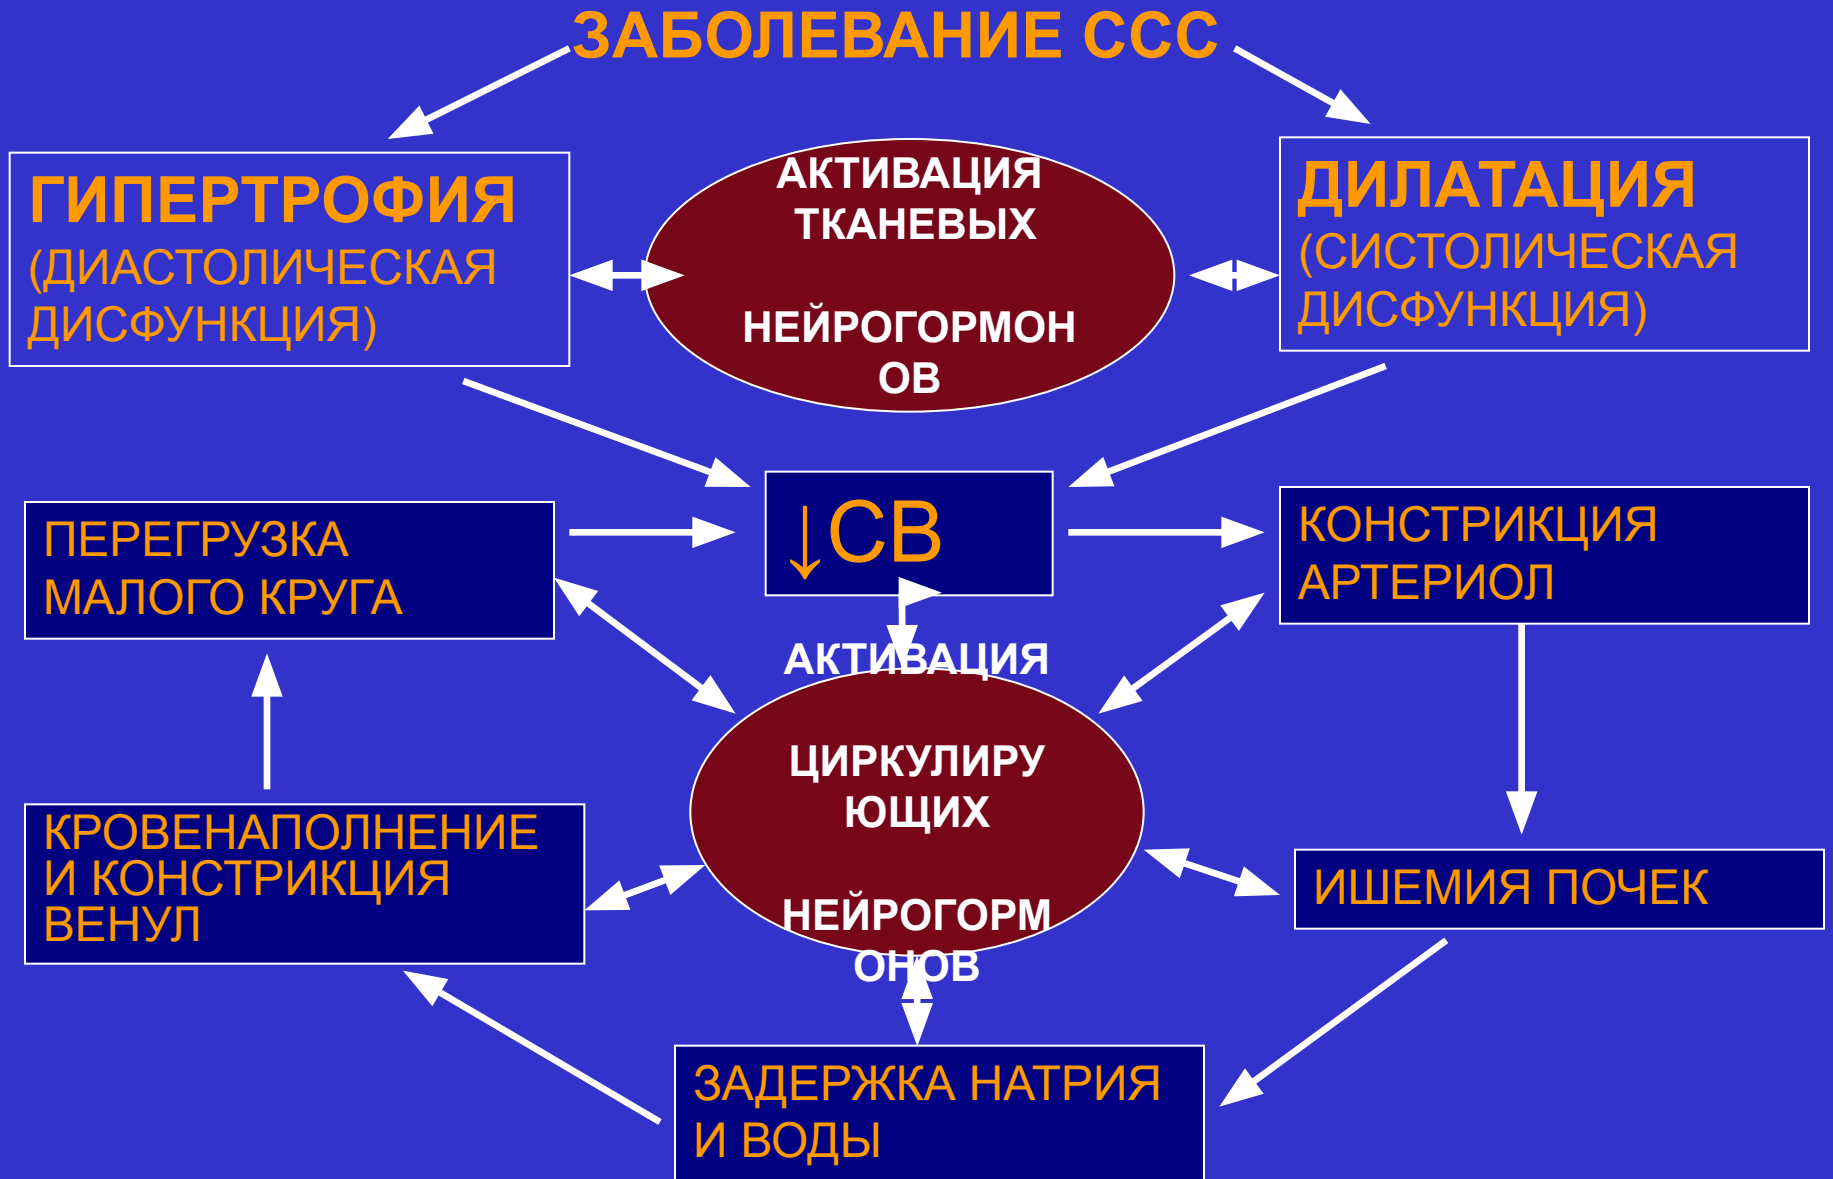 ЗАБОЛЕВАНИЕ ССС
ГИПЕРТРОФИЯ
(ДИАСТОЛИЧЕСКАЯ
ДИСФУНКЦИЯ)
АКТИВАЦИЯ
ТКАНЕВЫХ
НЕЙРОГОРМОН
ОВ
ДИЛАТАЦИЯ
(СИСТОЛИЧЕСКАЯ
ДИСФУНКЦИЯ)
ПЕРЕГРУЗКА
МАЛОГО КРУГА
↓СВ
КОНСТРИКЦИЯ
АРТЕРИОЛ
АКТИВАЦИЯ
ЦИРКУЛИРУ
ЮЩИХ
НЕЙРОГОРМ
ОНОВ
КРОВЕНАПОЛНЕНИЕ
И КОНСТРИКЦИЯ
ВЕНУЛ
ИШЕМИЯ ПОЧЕК
ЗАДЕРЖКА НАТРИЯ
И ВОДЫ